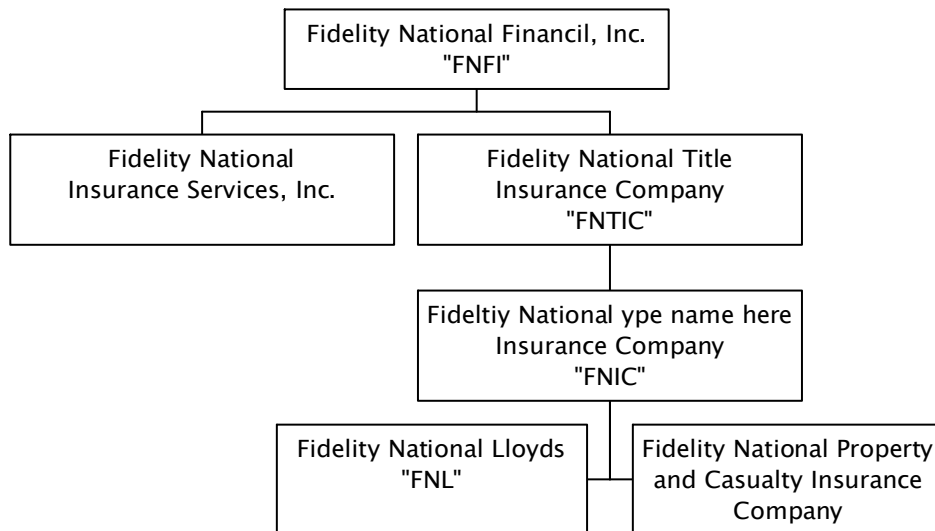 Fidelity National Financil, Inc.
"FNFI"
Fidelity National
Insurance Services, Inc.
Fidelity National Title
Insurance Company
"FNTIC"
Fideltiy National ype name here
Insurance Company
"FNIC"
Fidelity National Lloyds
"FNL"
Fidelity National Property
and Casualty Insurance
Company